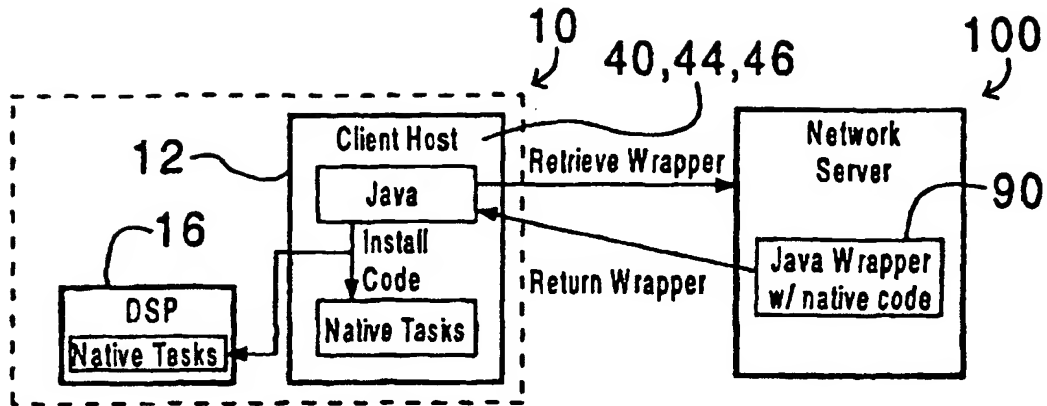 10
40,44,46
100
12
Client Host
Network
Server
Retrieve Wrapper
90
Java
16
Install
Code
Java Wrapper
w/ native code
Return Wrapper
DSP
Native Tasks
Native Tasks